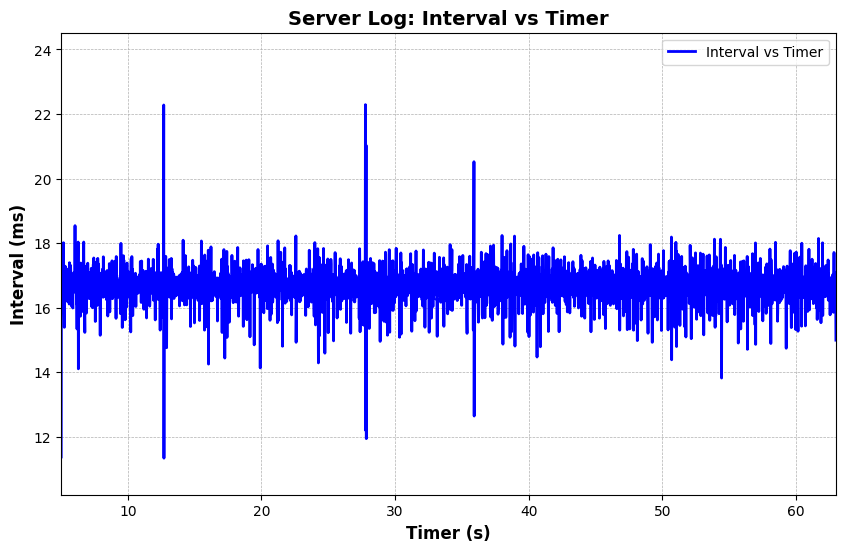 Server Log: Interval vs Timer
Interval vs Timer
Interval (ms)
24
22
20
18
16
14
12
10 20 30 40 50 60
Timer (s)